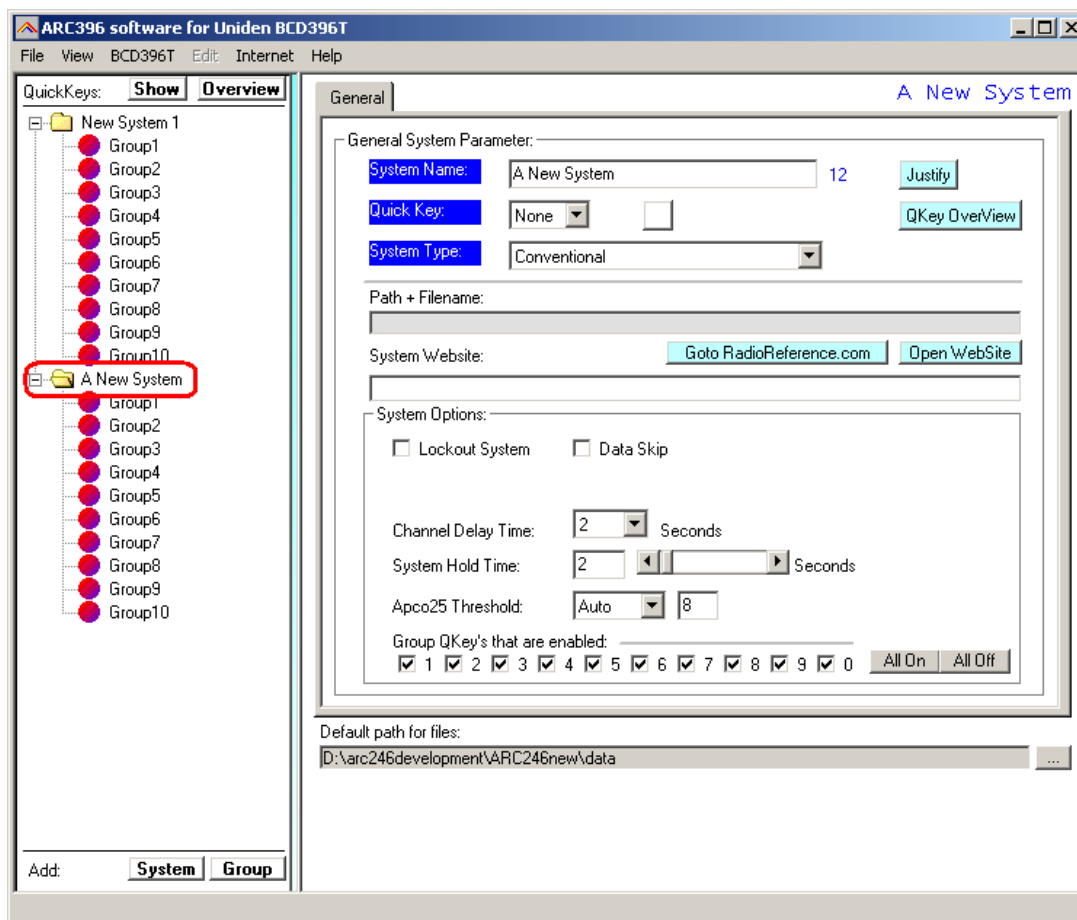 ARC396 software for Uniden BCD396T
File View BCD396T Edit Internet Help
QuickKeys: Show Overview
New System 1
Group1
Group2
Group3
Group4
Group5
Group6
Group7
Group8
Group9
Group10
A New System
Group1
Group2
Group3
Group4
Group5
Group6
Group7
Group8
Group9
Group10
Add: System Group
General
A New System
General System Parameter:
System Name: A New System 12 Justify
Quick Key: None QKey OverView
System Type: Conventional
Path + Filename:
System Website: Goto RadioReference.com Open WebSite
System Options:
Lockout System Data Skip
Channel Delay Time: 2 Seconds
System Hold Time: 2 Seconds
Apco25 Threshold: Auto 8
Group QKey's that are enabled:
1 2 3 4 5 6 7 8 9 0 All On All Off
Default path for files:
D:\arc246development\ARC246new\data ...